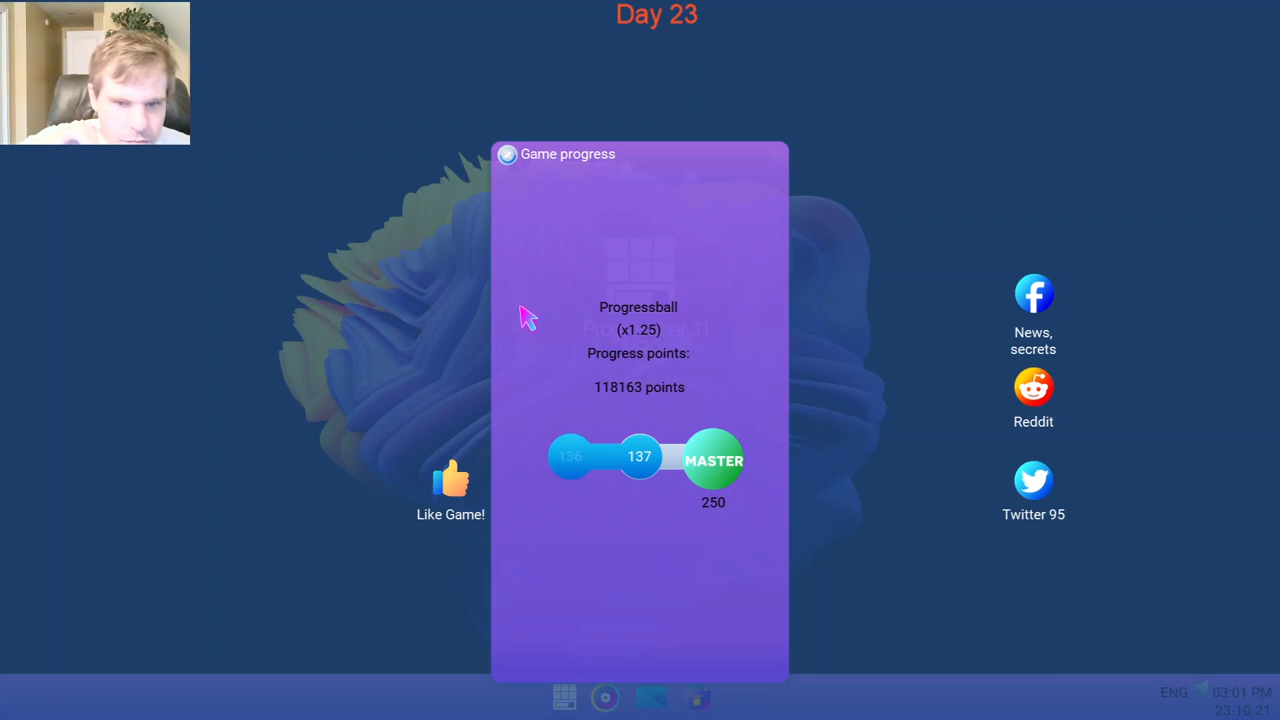 Day 23
Game progress
Progressball
(x1.25)
Progress points:
118163 points
136
137
MASTER
250
Like Game!
News,
secrets
Reddit
Twitter 95
ENG
03:01 PM
23.10.21